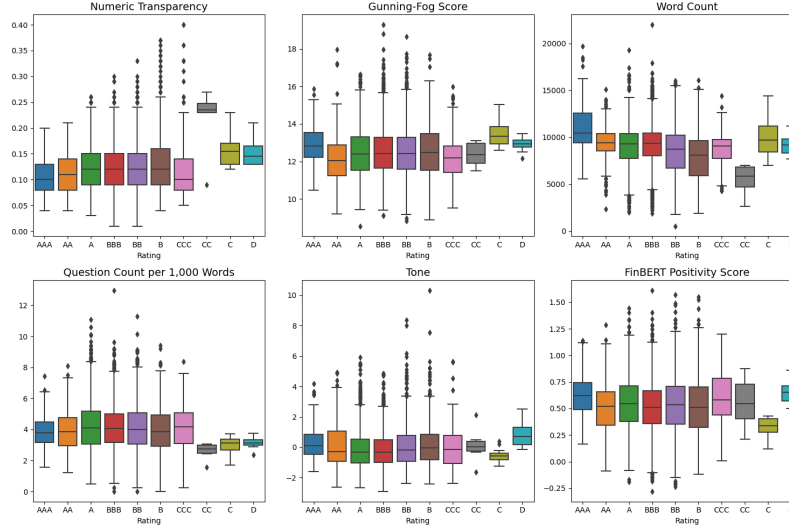 Numeric Transparency
0.40
0.35
0.30
0.25
0.20
0.15
0.10
0.05
0.00
AAA AA A BBB BB B CCC CC C D
Rating
Gunning-Fog Score
18
16
14
12
10
AAA AA A BBB BB B CCC CC C D
Rating
Word Count
20000
15000
10000
5000
0
AAA AA A BBB BB B CCC CC C D
Rating
Question Count per 1,000 Words
12
10
8
6
4
2
0
AAA AA A BBB BB B CCC CC C D
Rating
Tone
10
8
6
4
2
0
−2
AAA AA A BBB BB B CCC CC C D
Rating
FinBERT Positivity Score
1.50
1.25
1.00
0.75
0.50
0.25
0.00
−0.25
AAA AA A BBB BB B CCC CC C
Rating